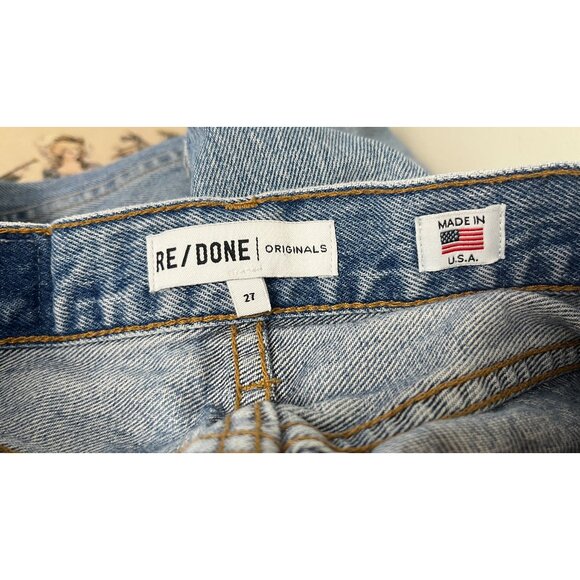 RE/DONE | ORIGINALS
27
MADE IN
U.S.A.